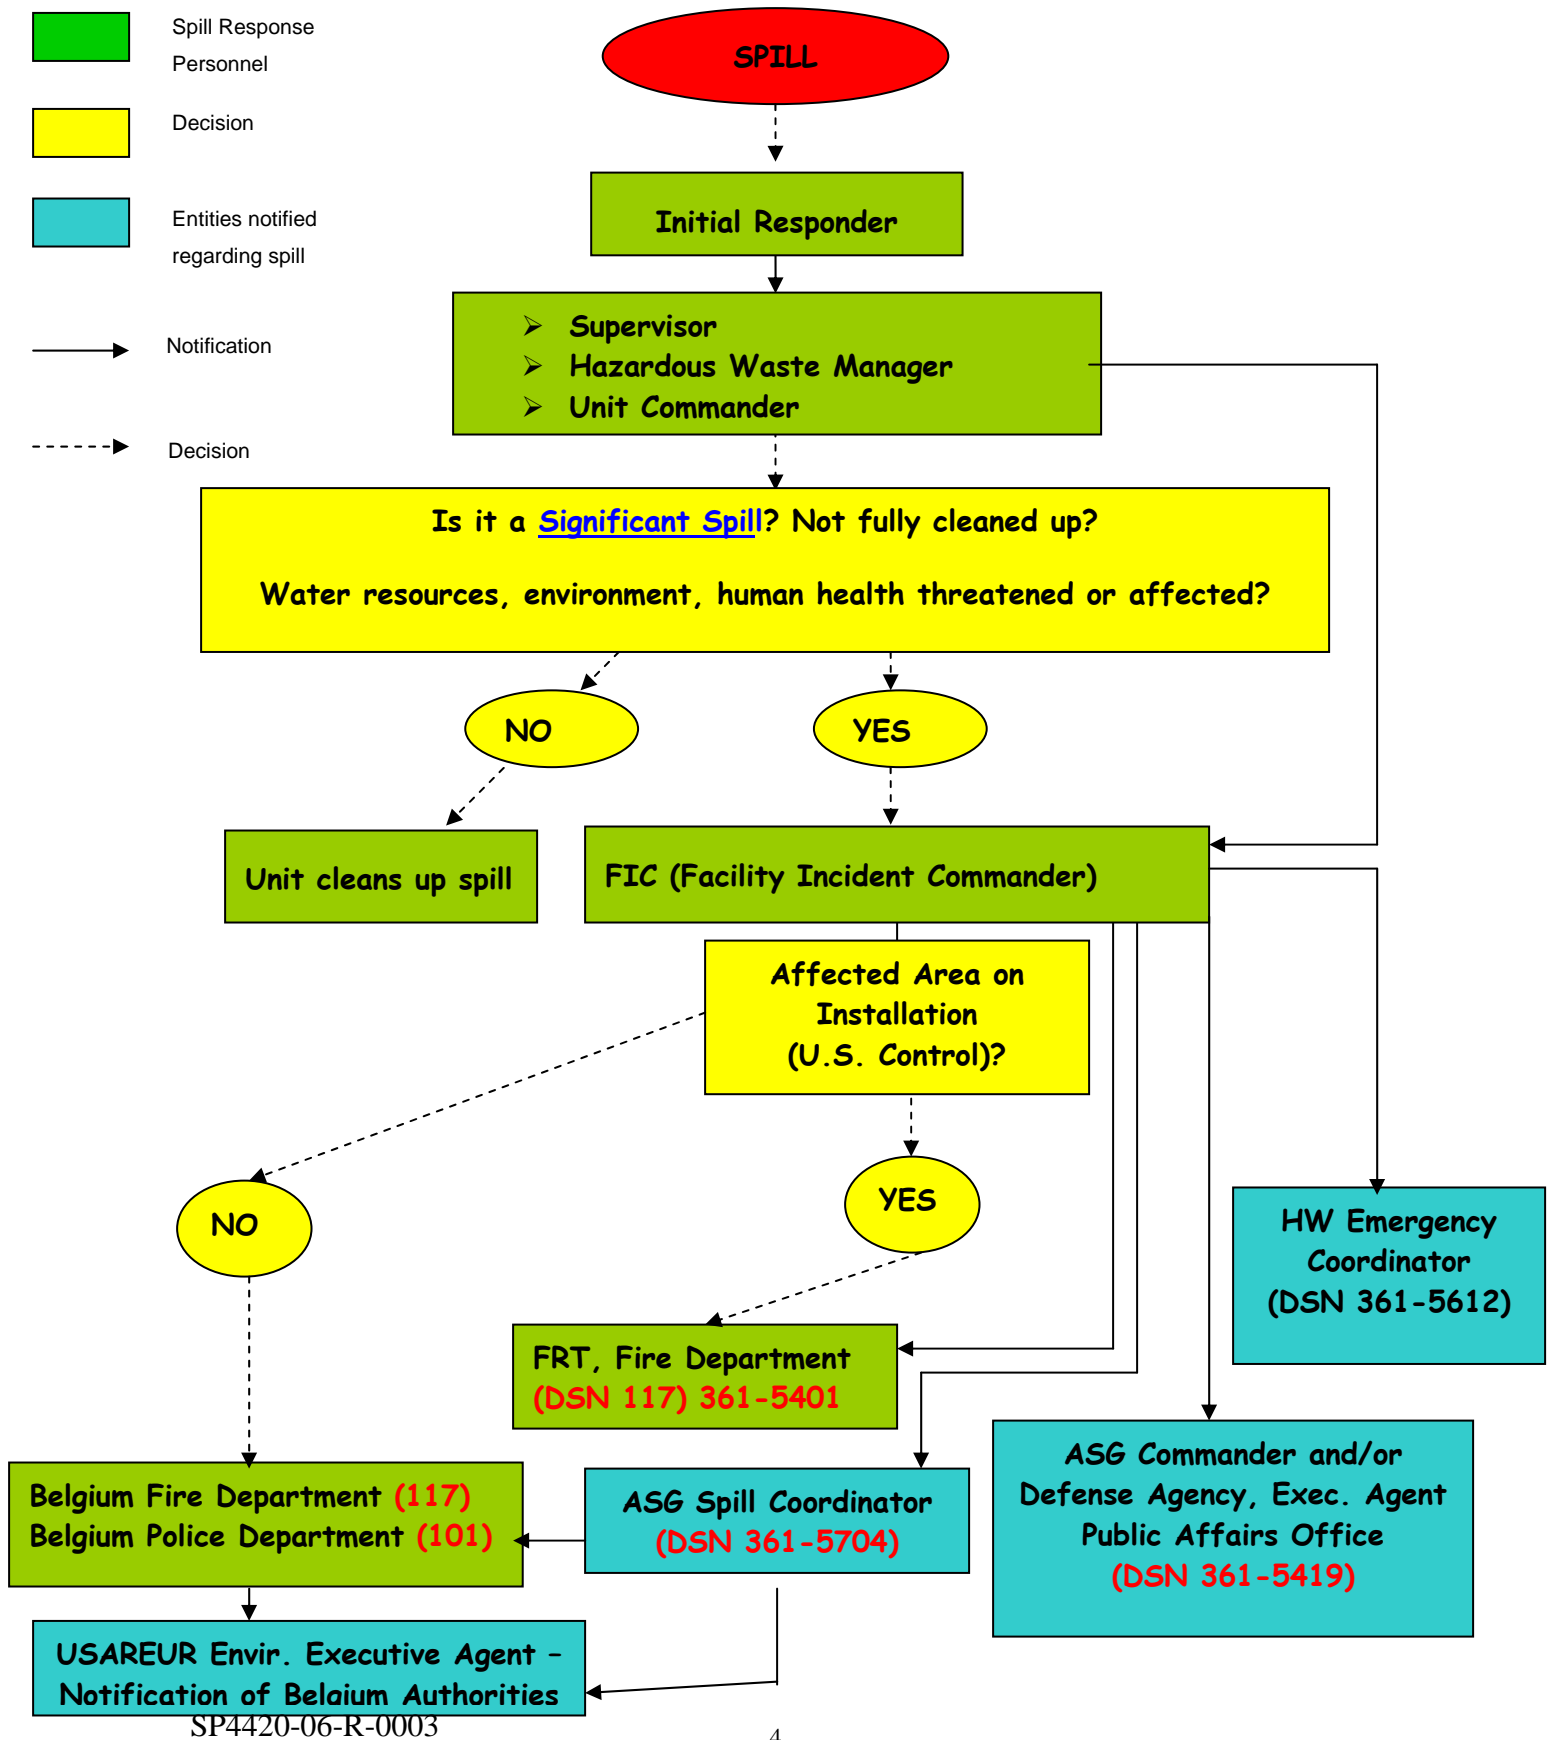 Spill Response
Personnel
Decision
Entities notified
regarding spill
Notification
Decision
SPILL
Initial Responder
➢ Supervisor
➢ Hazardous Waste Manager
➢ Unit Commander
Is it a Significant Spill? Not fully cleaned up?
Water resources, environment, human health threatened or affected?
NO
YES
Unit cleans up spill
FIC (Facility Incident Commander)
Affected Area on
Installation
(U.S. Control)?
NO
YES
HW Emergency
Coordinator
(DSN 361-5612)
FRT, Fire Department
(DSN 117) 361-5401
ASG Commander and/or
Defense Agency, Exec. Agent
Public Affairs Office
(DSN 361-5419)
Belgium Fire Department (117)
Belgium Police Department (101)
ASG Spill Coordinator
(DSN 361-5704)
USAREUR Envir. Executive Agent –
Notification of Belgium Authorities
SP4420-06-R-0003
4